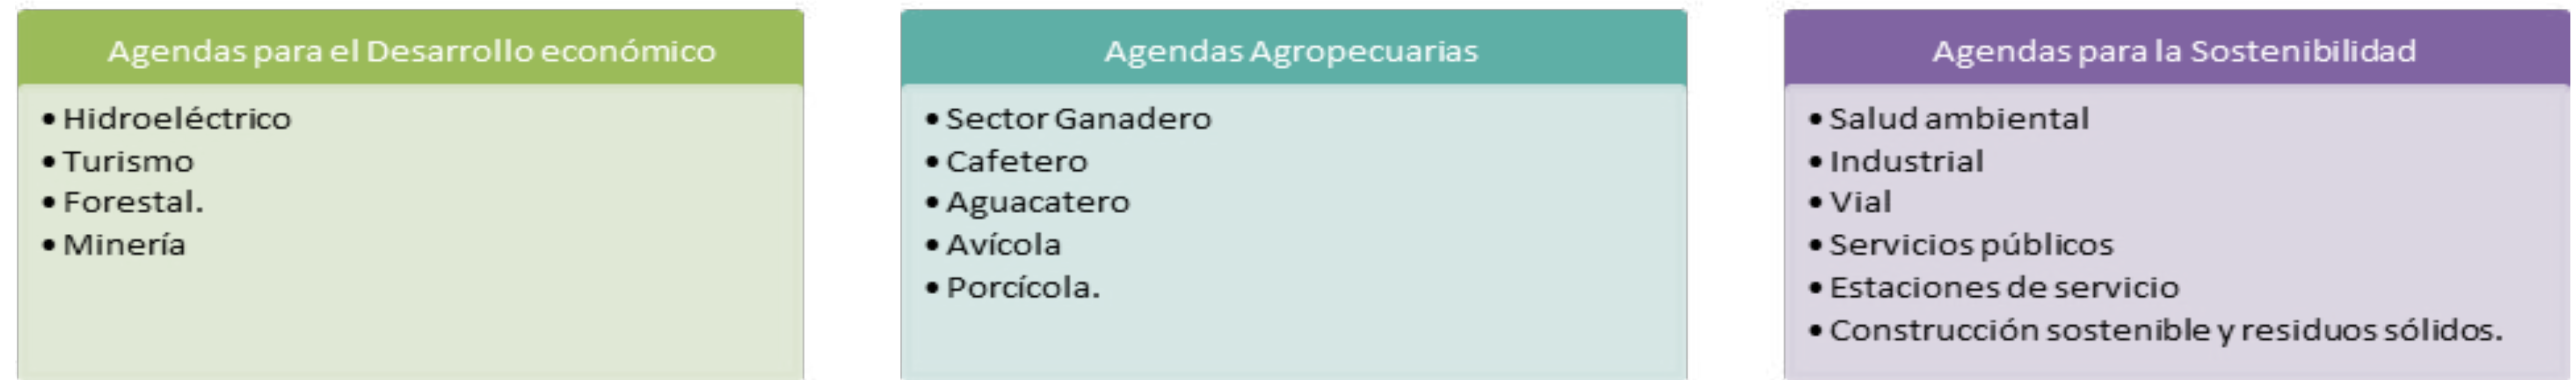 Agendas para el Desarrollo económico
• Hidroeléctrico
• Turismo
• Forestal.
• Minería
Agendas Agropecuarias
• Sector Ganadero
• Cafetero
• Aguacatero
• Avícola
• Porcícola.
Agendas para la Sostenibilidad
• Salud ambiental
• Industrial
• Vial
• Servicios públicos
• Estaciones de servicio
• Construcción sostenible y residuos sólidos.